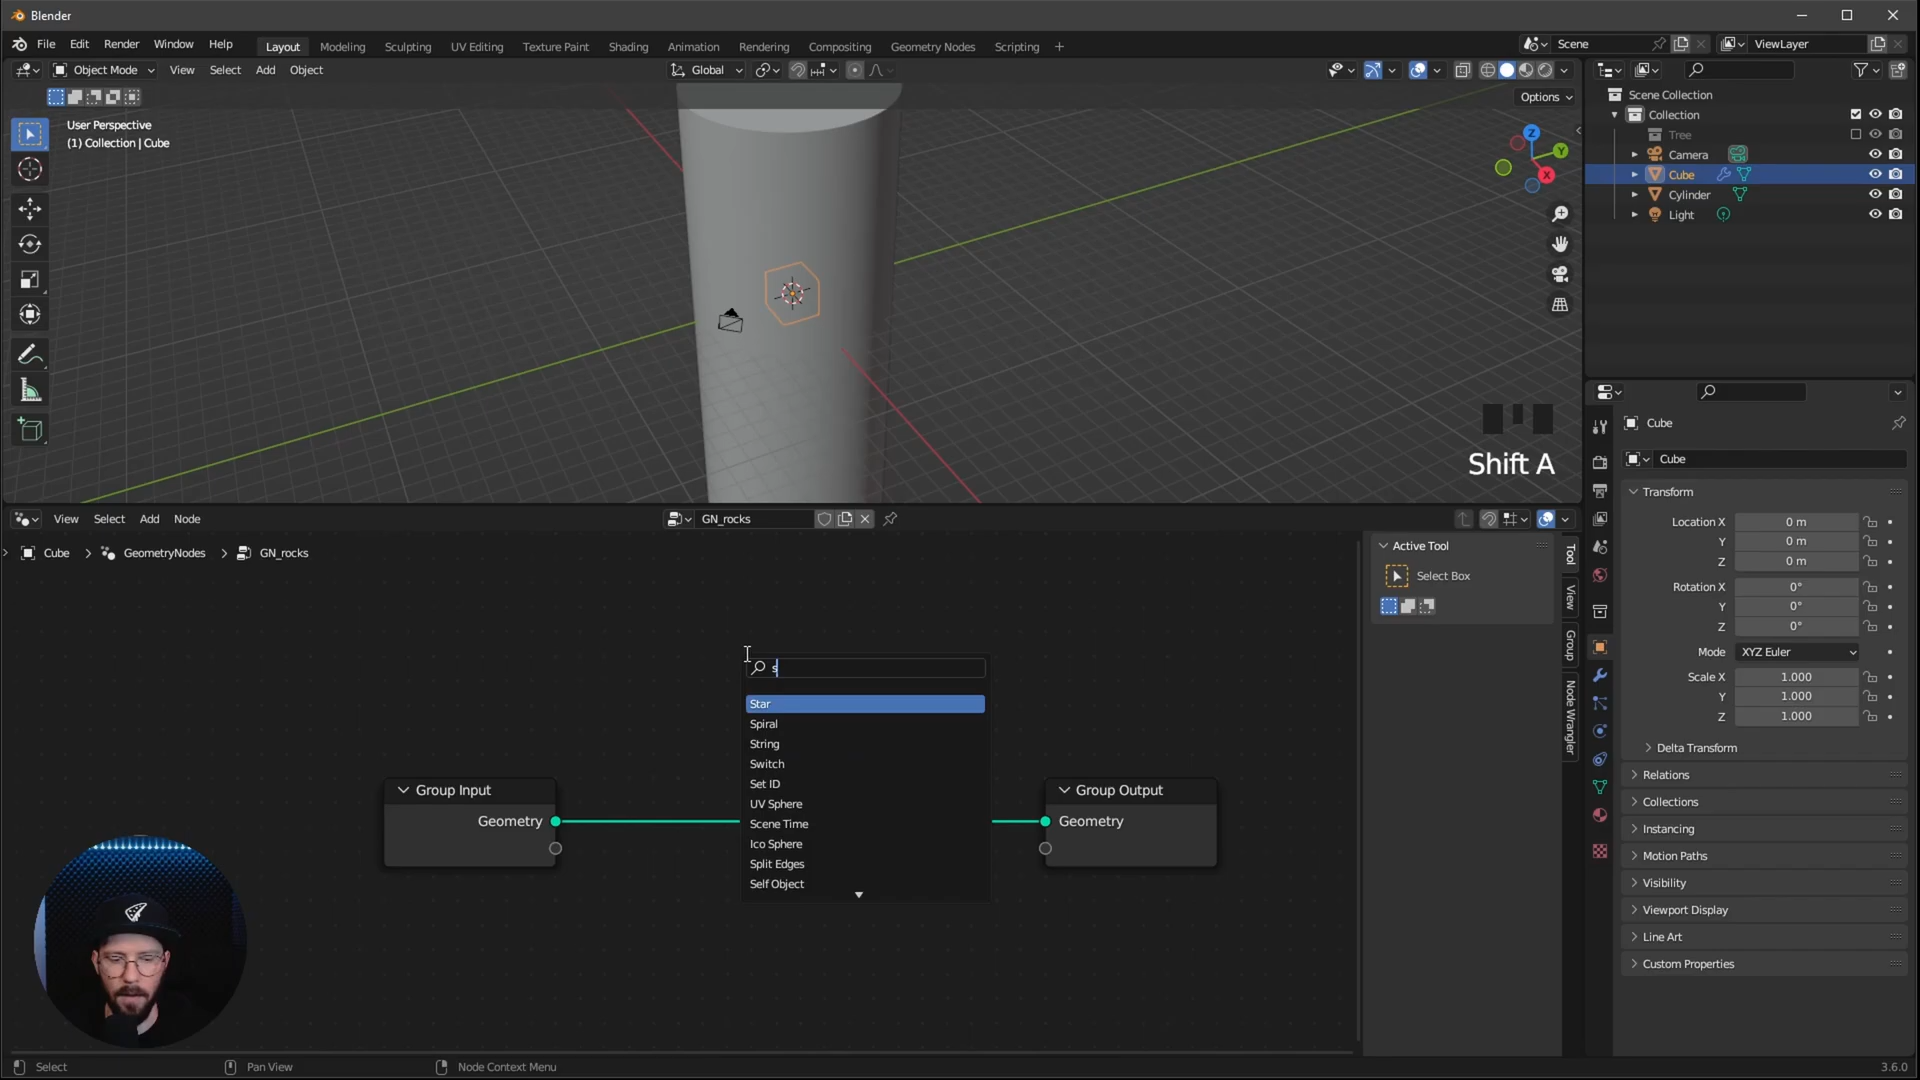 Blender
File Edit Render Window Help
Layout Modeling Sculpting UV Editing Texture Paint Shading Animation Rendering Compositing Geometry Nodes Scripting +
Scene
ViewLayer
Object Mode View Select Add Object
Global
Options
User Perspective
(1) Collection | Cube
Z
Y
X
Shift A
Scene Collection
Collection
Tree
Camera
Cube
Cylinder
Light
View Select Add Node
GN_rocks
Cube > GeometryNodes > GN_rocks
s
Star
Spiral
String
Switch
Set ID
UV Sphere
Scene Time
Ico Sphere
Split Edges
Self Object
Group Input
Geometry
Group Output
Geometry
Active Tool
Select Box
Tool
View
Group
Node Wrangler
Cube
Cube
Transform
Location X 0 m
Y 0 m
Z 0 m
Rotation X 0°
Y 0°
Z 0°
Mode XYZ Euler
Scale X 1.000
Y 1.000
Z 1.000
Delta Transform
Relations
Collections
Instancing
Motion Paths
Visibility
Viewport Display
Line Art
Custom Properties
Select
Pan View
Node Context Menu
3.6.0